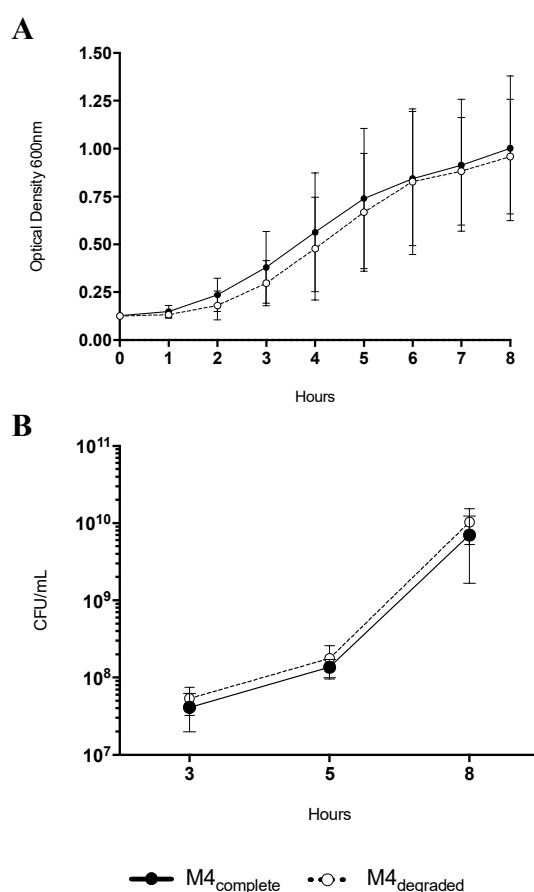 A
Optical Density 600nm
1.50
1.25
1.00
0.75
0.50
0.25
0.00
0 1 2 3 4 5 6 7 8
Hours
B
CFU/mL
10¹¹
10¹⁰
10⁹
10⁸
10⁷
3 5 8
Hours
M4complete M4degraded